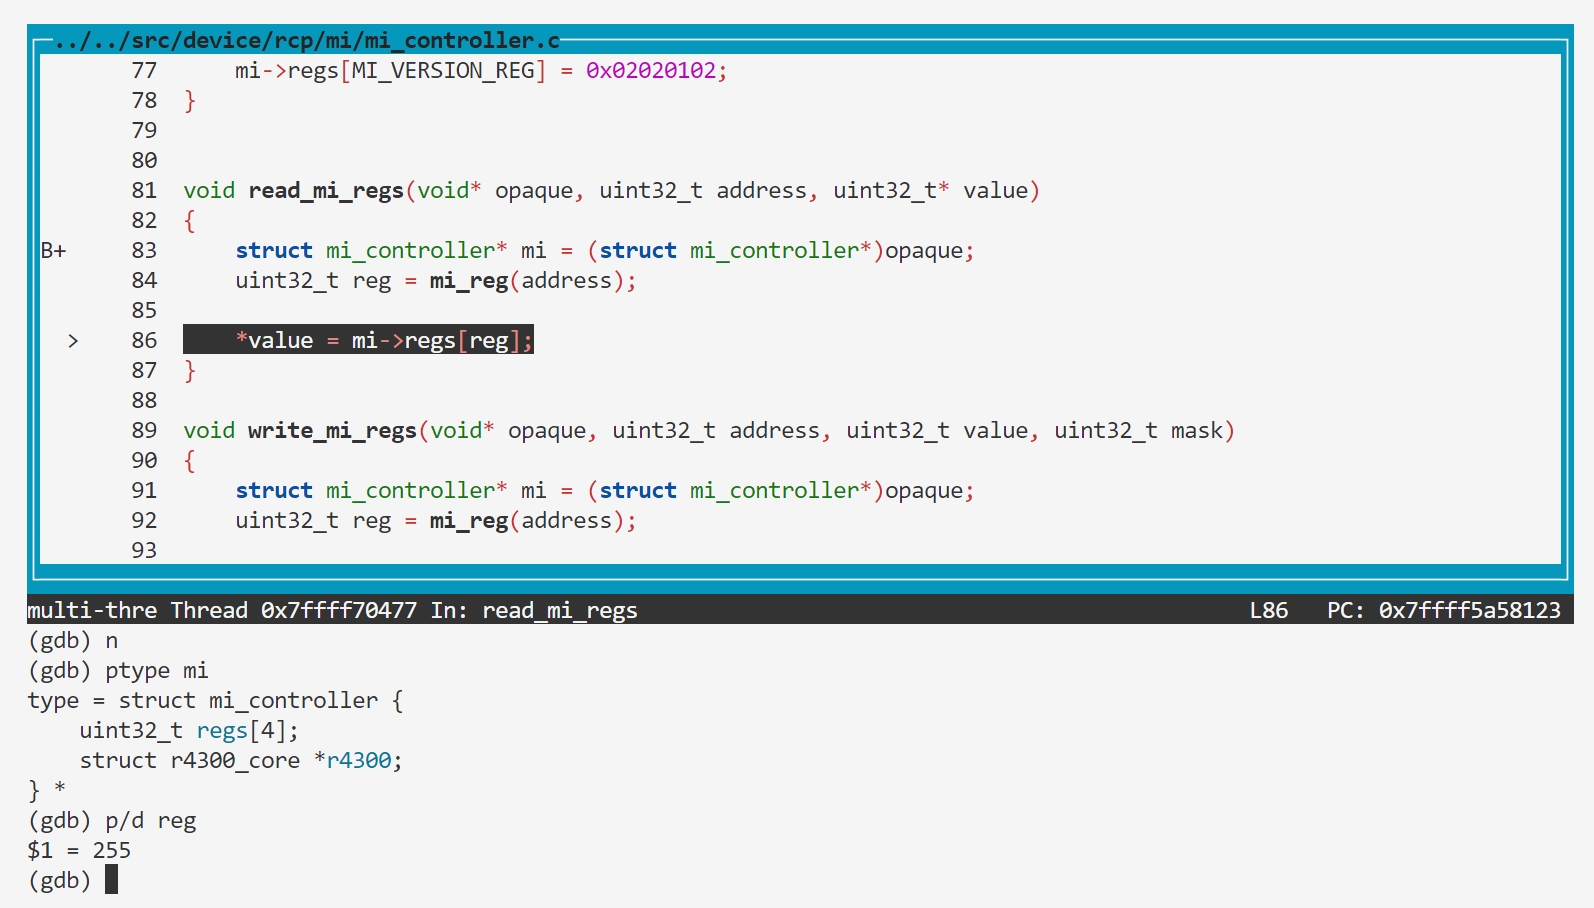 ../../src/device/rcp/mi/mi_controller.c
77 mi->regs[MI_VERSION_REG] = 0x02020102;
78 }
79
80
81 void read_mi_regs(void* opaque, uint32_t address, uint32_t* value)
82 {
B+ 83 struct mi_controller* mi = (struct mi_controller*)opaque;
84 uint32_t reg = mi_reg(address);
85
> 86 *value = mi->regs[reg];
87 }
88
89 void write_mi_regs(void* opaque, uint32_t address, uint32_t value, uint32_t mask)
90 {
91 struct mi_controller* mi = (struct mi_controller*)opaque;
92 uint32_t reg = mi_reg(address);
93
multi-thre Thread 0x7ffff70477 In: read_mi_regs L86 PC: 0x7ffff5a58123
(gdb) n
(gdb) ptype mi
type = struct mi_controller {
uint32_t regs[4];
struct r4300_core *r4300;
} *
(gdb) p/d reg
$1 = 255
(gdb)